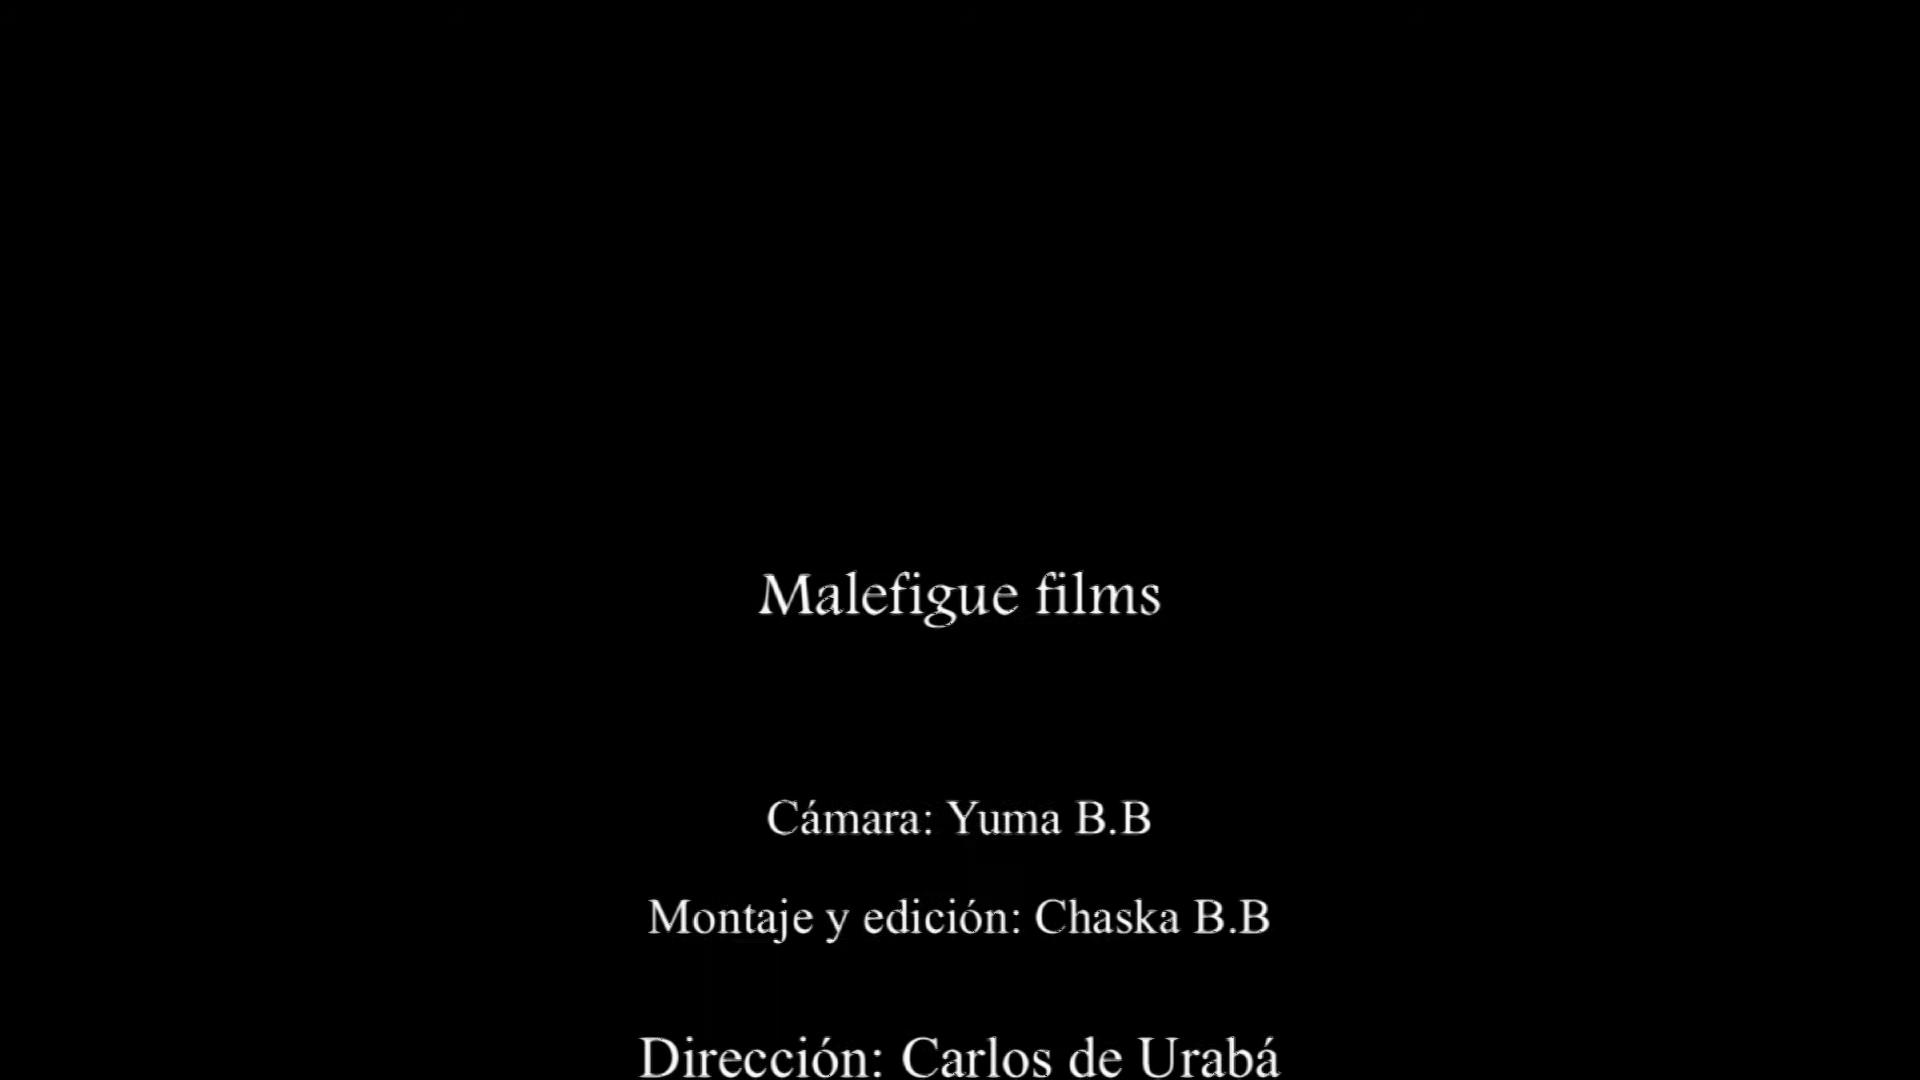 Malefigue films
Cámara: Yuma B.B
Montaje y edición: Chaska B.B
Dirección: Carlos de Urabá